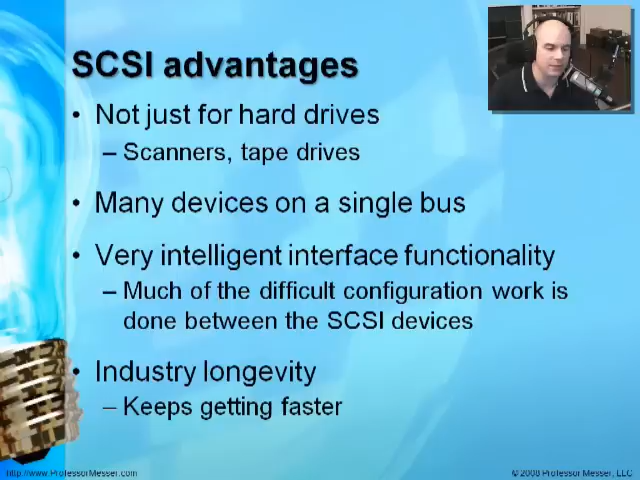 SCSI advantages
• Not just for hard drives
– Scanners, tape drives
• Many devices on a single bus
• Very intelligent interface functionality
– Much of the difficult configuration work is
done between the SCSI devices
• Industry longevity
– Keeps getting faster
http://www.ProfessorMesser.com
© 2008 Professor Messer, LLC